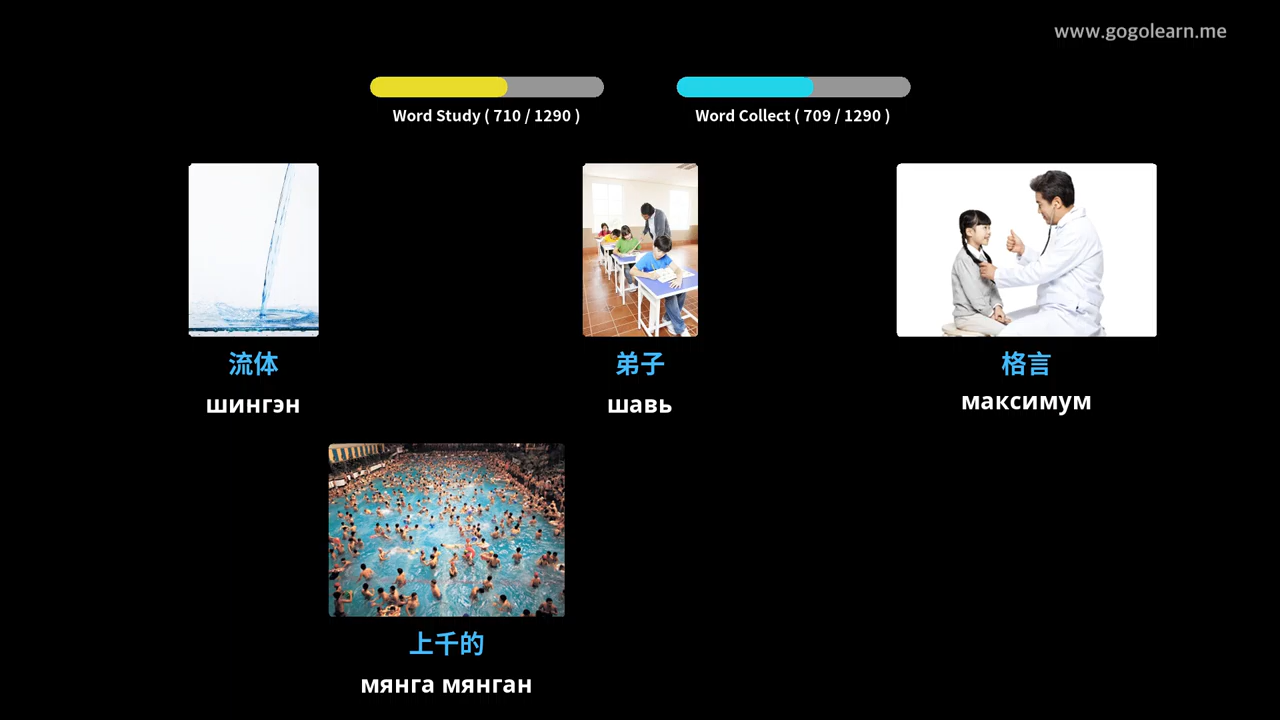 www.gogolearn.me
Word Study ( 710 / 1290 )
Word Collect ( 709 / 1290 )
流体
шингэн
弟子
шавь
格言
максимум
上千的
мянга мянган